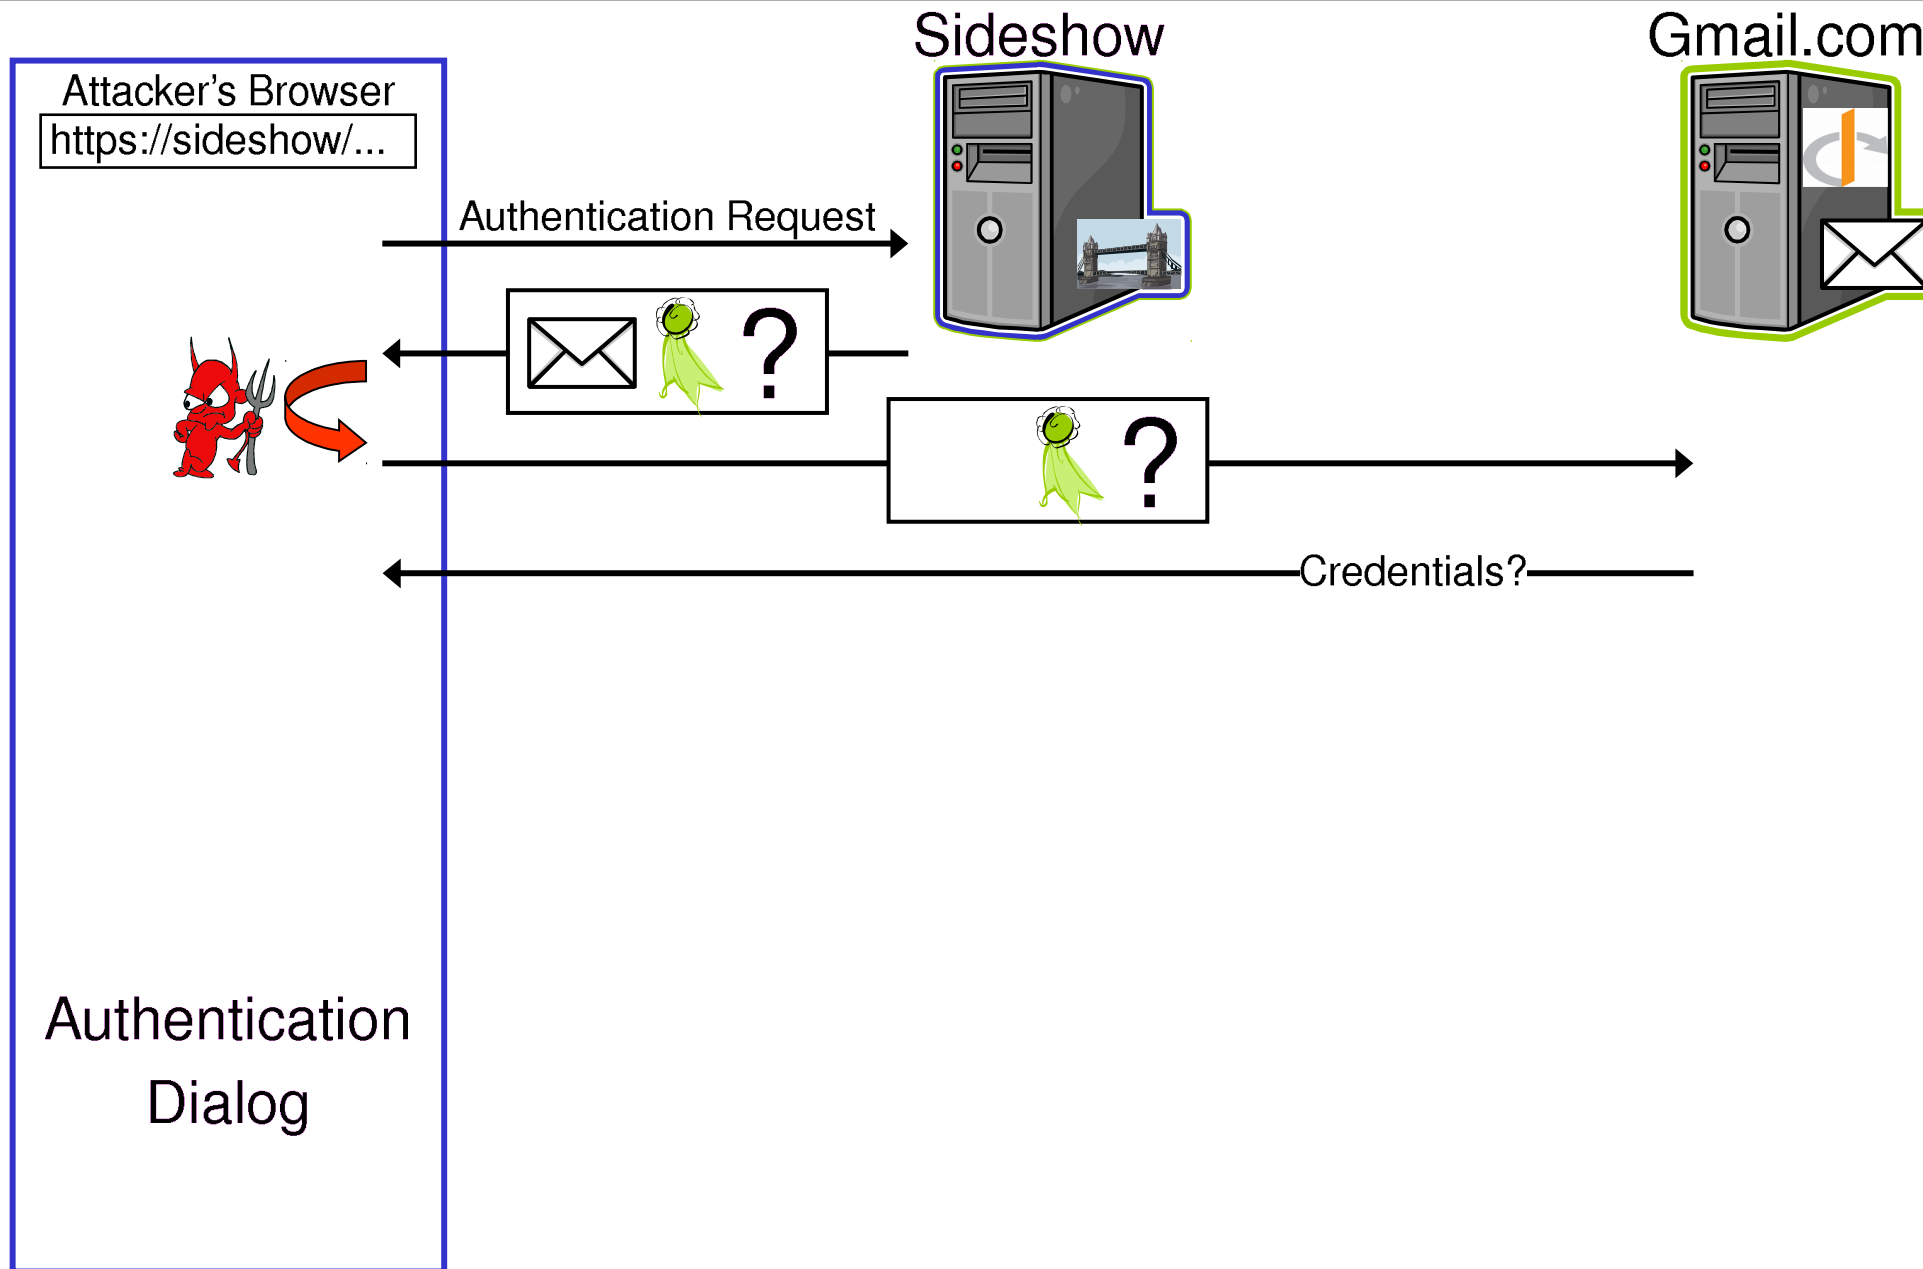 Sideshow
Gmail.com
Attacker's Browser
https://sideshow/...
Authentication Request
?
?
Credentials?
Authentication
Dialog